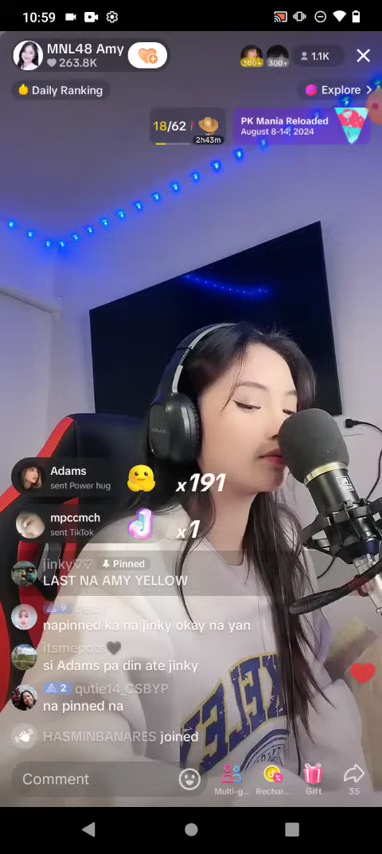 10:59
MNL48 Amy
263.8K
300+
300+
1.1K
Daily Ranking
Explore
18/62
2h43m
PK Mania Reloaded
August 8-14, 2024
Adams
sent Power hug
x191
mpccmch
sent TikTok
x1
jinky♡♡ Pinned
LAST NA AMY YELLOW
9
napinned ka na jinky okay na yan
si Adams pa din ate jinky
2 qutie14_CSBYP
na pinned na
HASMINBANARES joined
Comment
Multi-g...
Rechar...
Gift
35